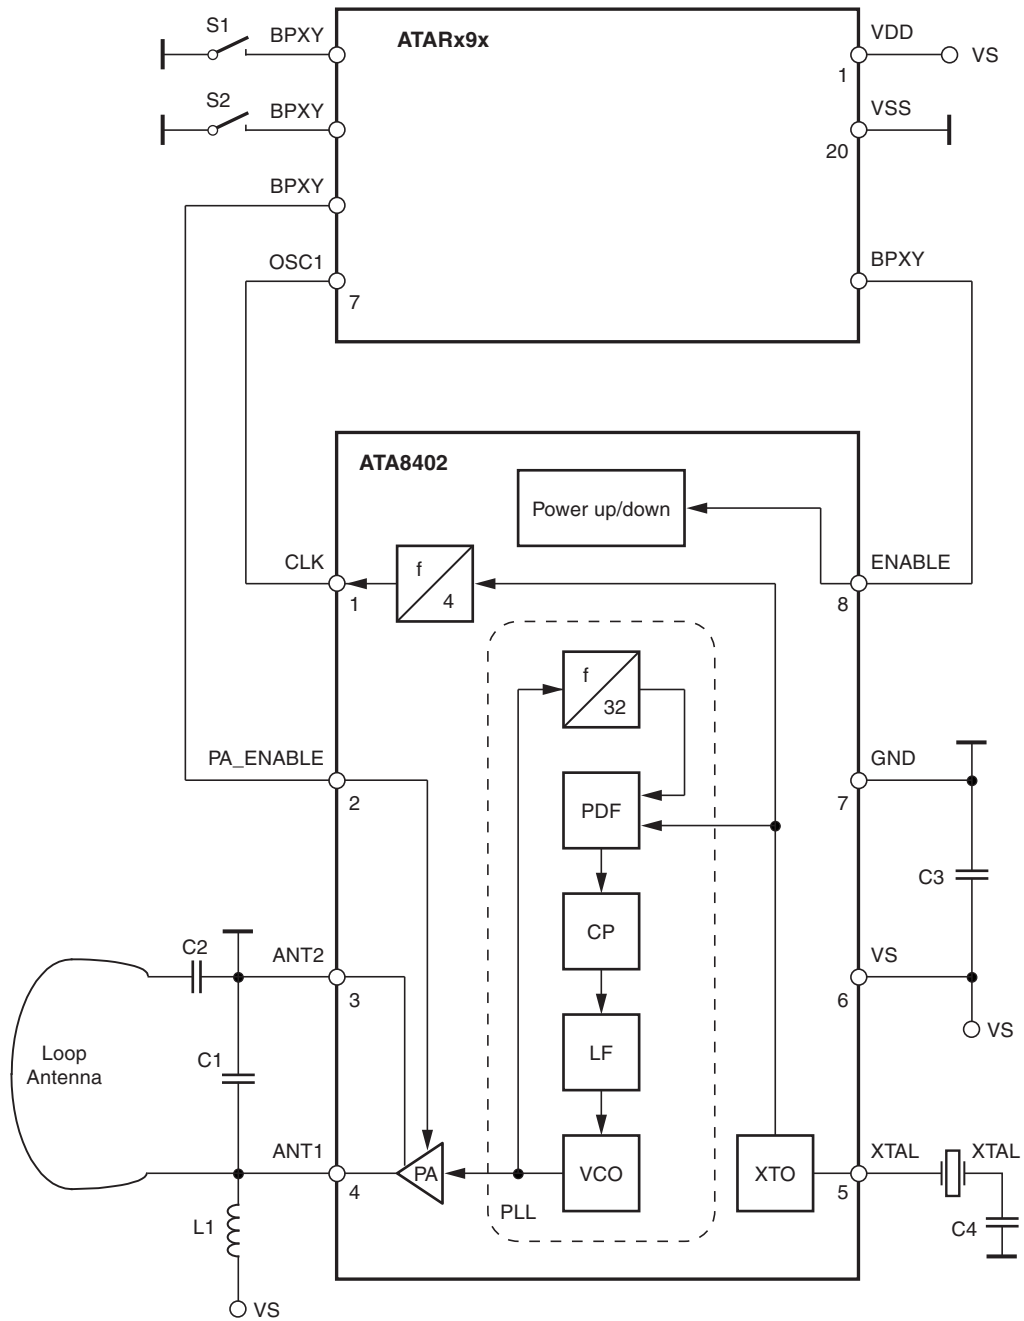 S1
BPXY
ATARx9x
VDD
1
VS
S2
BPXY
VSS
20
BPXY
OSC1
7
BPXY
ATA8402
Power up/down
CLK
1
f
4
ENABLE
8
f
32
PA_ENABLE
2
PDF
GND
7
C3
CP
C2
ANT2
3
VS
6
VS
Loop
Antenna
C1
LF
ANT1
4
PA
VCO
PLL
XTO
XTAL
5
XTAL
C4
L1
VS